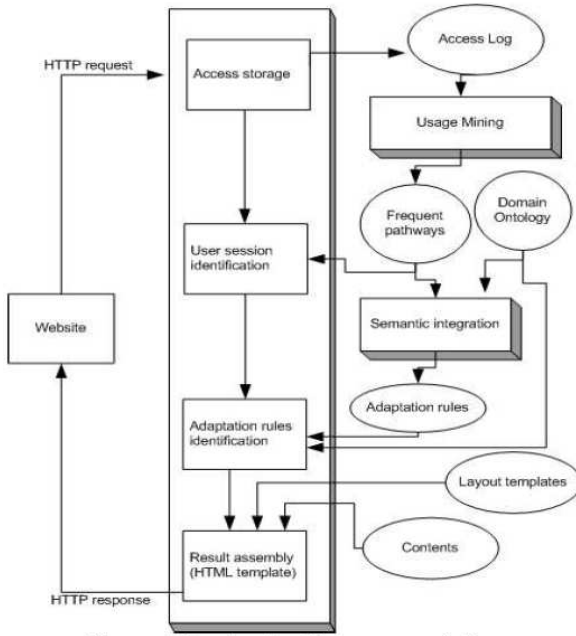 Access Log
HTTP request
Access storage
Usage Mining
Frequent
pathways
Domain
Ontology
User session
identification
Website
Semantic integration
Adaptation rules
Adaptation rules
identification
Layout templates
Result assembly
(HTML template)
Contents
HTTP response